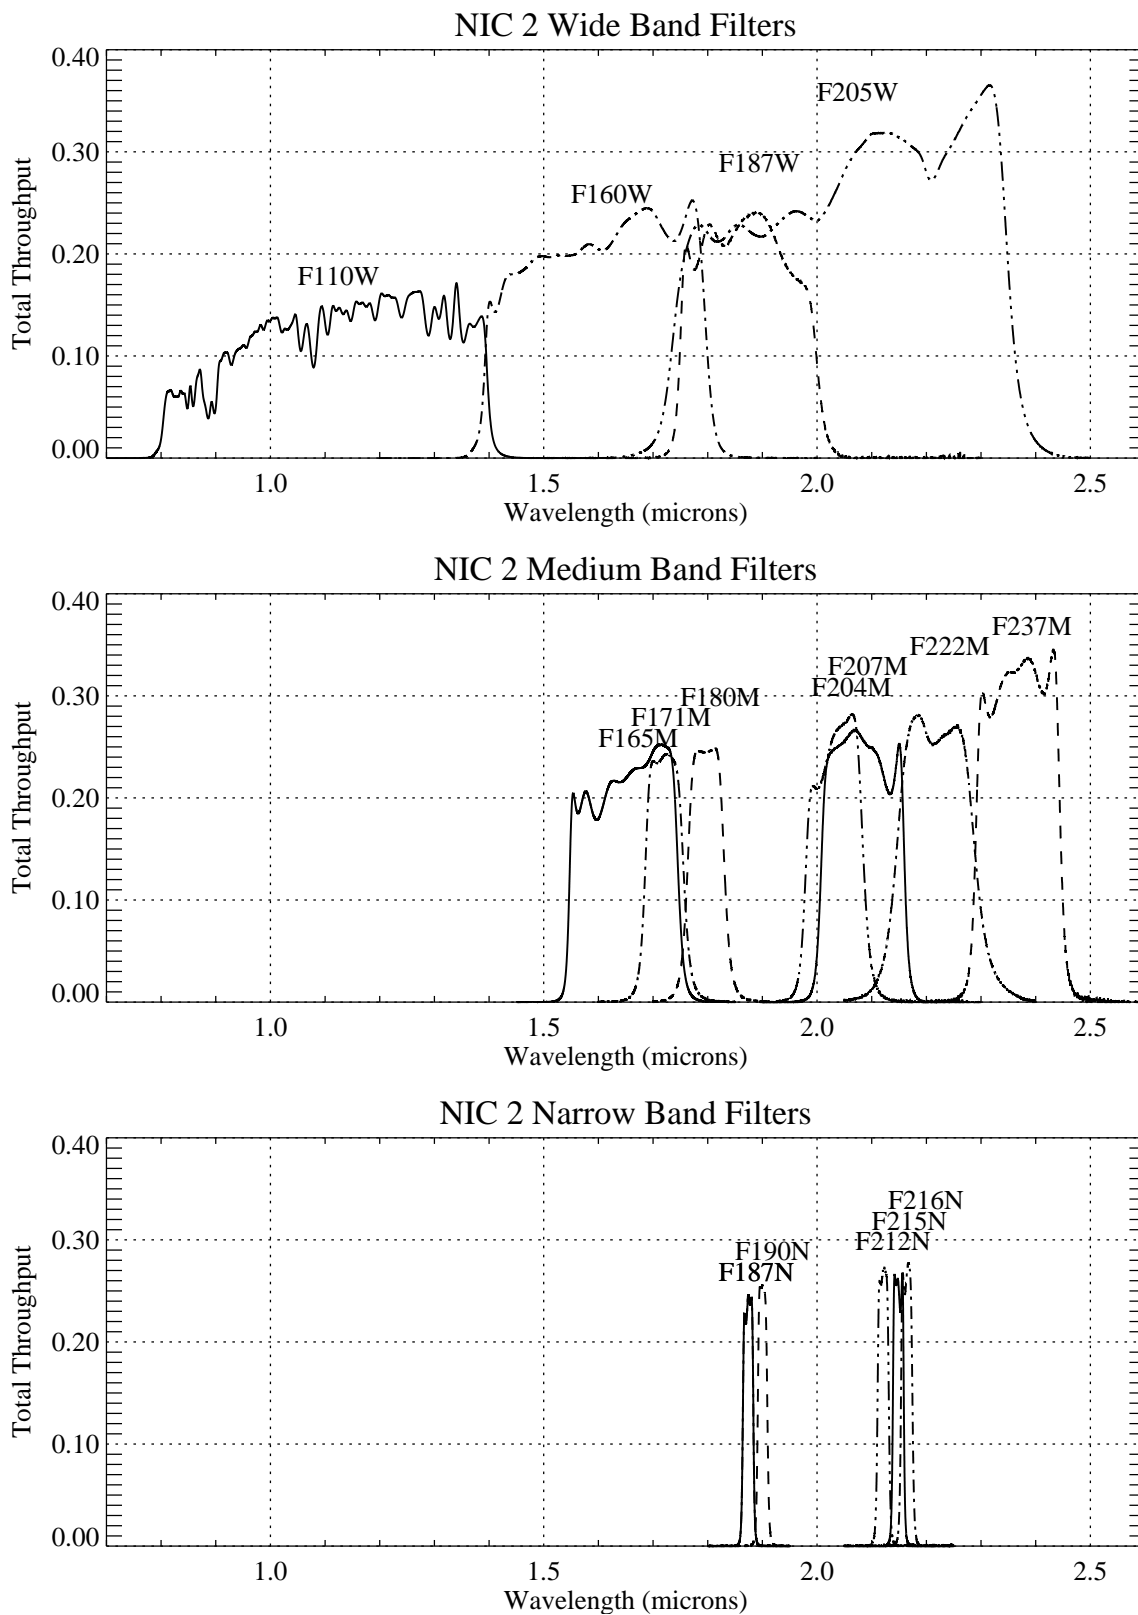 NIC 2 Wide Band Filters
0.40
F205W
0.30
F187W
F160W
0.20
F110W
0.10
0.00
Total Throughput
1.0 1.5 2.0 2.5
Wavelength (microns)
NIC 2 Medium Band Filters
0.40
F237M
F222M
F207M
0.30
F204M
F180M
F171M
F165M
0.20
0.10
0.00
Total Throughput
1.0 1.5 2.0 2.5
Wavelength (microns)
NIC 2 Narrow Band Filters
0.40
F216N
F215N
0.30
F212N
F190N
F187N
0.20
0.10
0.00
Total Throughput
1.0 1.5 2.0 2.5
Wavelength (microns)